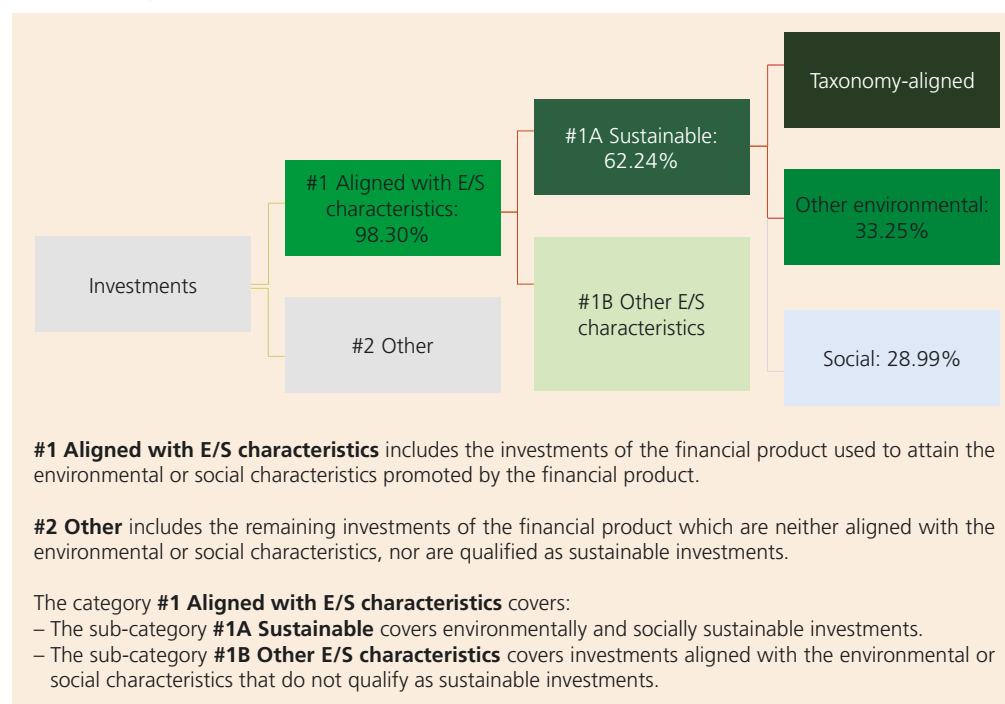 Taxonomy-aligned
#1A Sustainable:
62.24%
#1 Aligned with E/S
characteristics:
98.30%
Other environmental:
33.25%
Investments
#1B Other E/S
characteristics
#2 Other
Social: 28.99%
#1 Aligned with E/S characteristics includes the investments of the financial product used to attain the
environmental or social characteristics promoted by the financial product.
#2 Other includes the remaining investments of the financial product which are neither aligned with the
environmental or social characteristics, nor are qualified as sustainable investments.
The category #1 Aligned with E/S characteristics covers:
– The sub-category #1A Sustainable covers environmentally and socially sustainable investments.
– The sub-category #1B Other E/S characteristics covers investments aligned with the environmental or
social characteristics that do not qualify as sustainable investments.